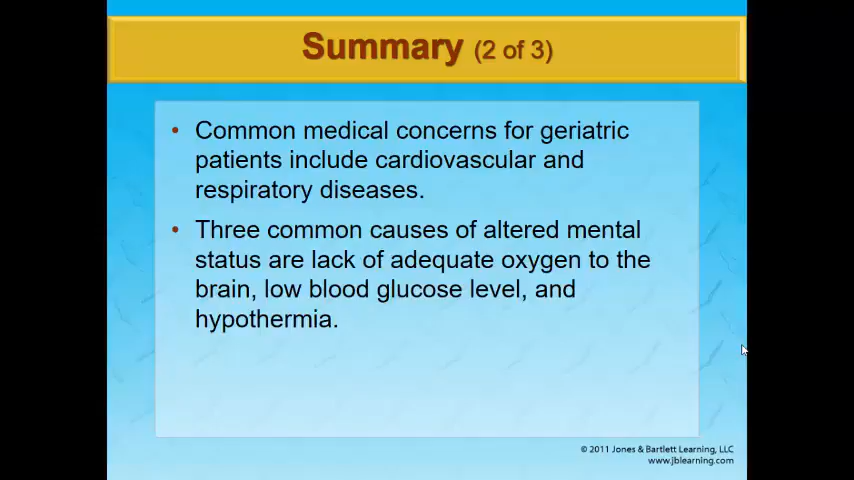 Summary (2 of 3)
• Common medical concerns for geriatric
patients include cardiovascular and
respiratory diseases.
• Three common causes of altered mental
status are lack of adequate oxygen to the
brain, low blood glucose level, and
hypothermia.
© 2011 Jones & Bartlett Learning, LLC
www.jblearning.com